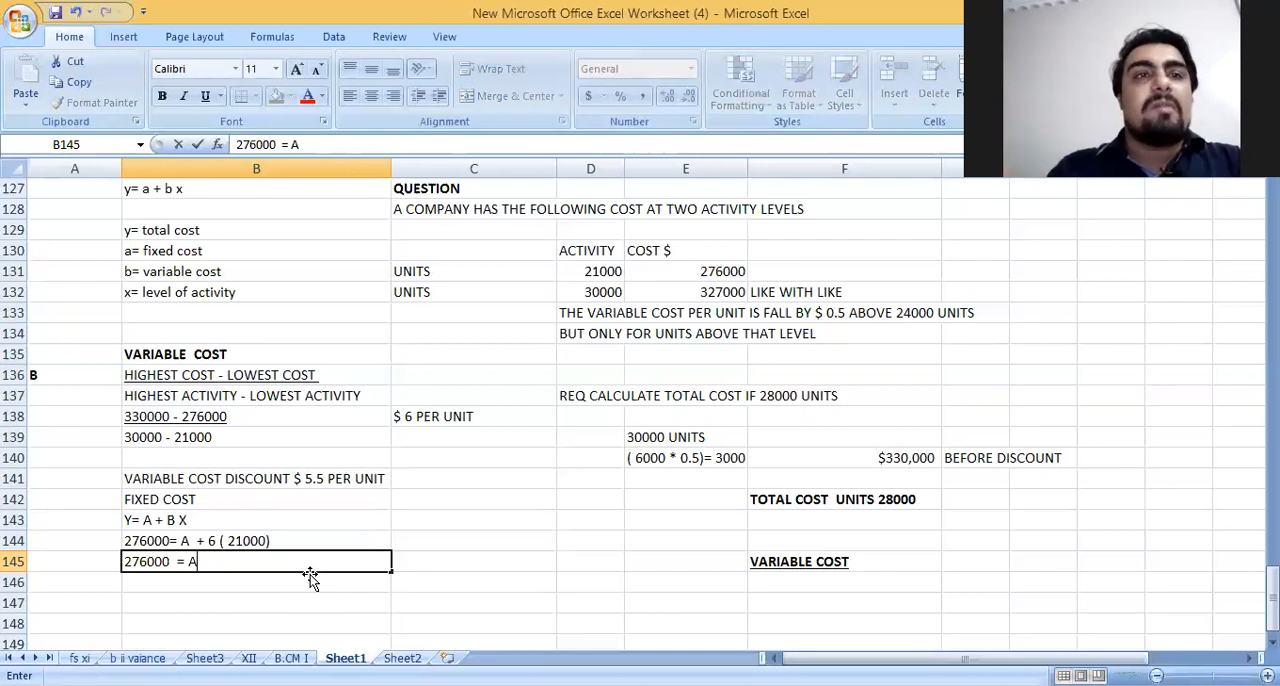 New Microsoft Office Excel Worksheet (4) - Microsoft Excel
Home Insert Page Layout Formulas Data Review View
Paste Cut Copy Format Painter
Clipboard
Calibri 11 A A
B I U A
Font
Wrap Text
Merge & Center
Alignment
General
$ % , .0 .00 .00 .0
Number
Conditional Formatting Format as Table Cell Styles
Styles
Insert Delete
Cells
B145 fx 276000 = A
A B C D E F
127 y= a + b x QUESTION
128 A COMPANY HAS THE FOLLOWING COST AT TWO ACTIVITY LEVELS
129 y= total cost
130 a= fixed cost ACTIVITY COST $
131 b= variable cost UNITS 21000 276000
132 x= level of activity UNITS 30000 327000 LIKE WITH LIKE
133 THE VARIABLE COST PER UNIT IS FALL BY $ 0.5 ABOVE 24000 UNITS
134 BUT ONLY FOR UNITS ABOVE THAT LEVEL
135 VARIABLE COST
136 B HIGHEST COST - LOWEST COST
137 HIGHEST ACTIVITY - LOWEST ACTIVITY REQ CALCULATE TOTAL COST IF 28000 UNITS
138 330000 - 276000 $ 6 PER UNIT
139 30000 - 21000 30000 UNITS
140 ( 6000 * 0.5)= 3000 $330,000 BEFORE DISCOUNT
141 VARIABLE COST DISCOUNT $ 5.5 PER UNIT
142 FIXED COST TOTAL COST UNITS 28000
143 Y= A + B X
144 276000= A + 6 ( 21000)
145 276000 = A VARIABLE COST
146
147
148
149
fs xi b ii vaiance Sheet3 XII B.CM I Sheet1 Sheet2
Enter